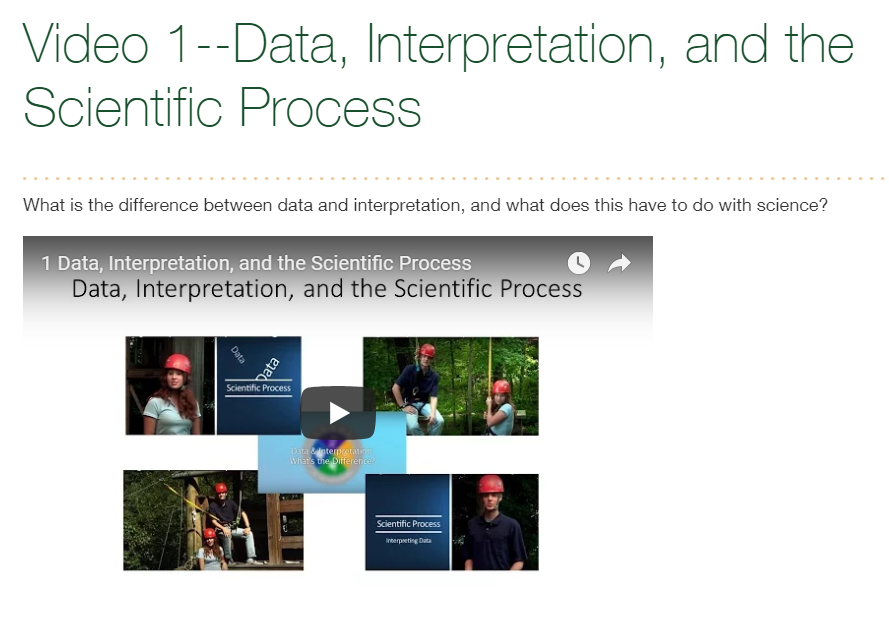 Video 1--Data, Interpretation, and the
Scientific Process
What is the difference between data and interpretation, and what does this have to do with science?
1 Data, Interpretation, and the Scientific Process
Data, Interpretation, and the Scientific Process
Data
Data
Scientific Process
Data & Interpretation
What's the Difference?
Scientific Process
Interpreting Data